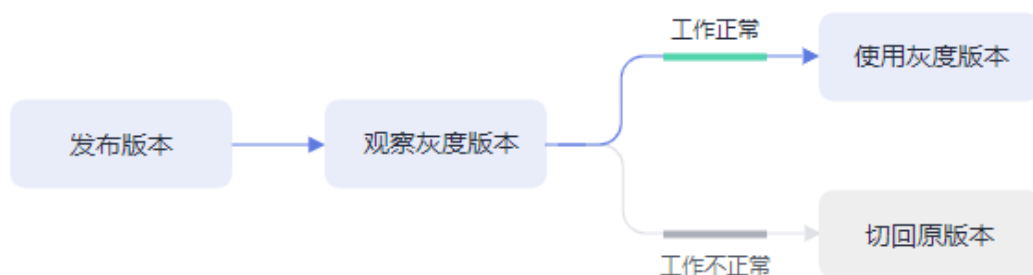 发布版本
观察灰度版本
工作正常
使用灰度版本
工作不正常
切回原版本